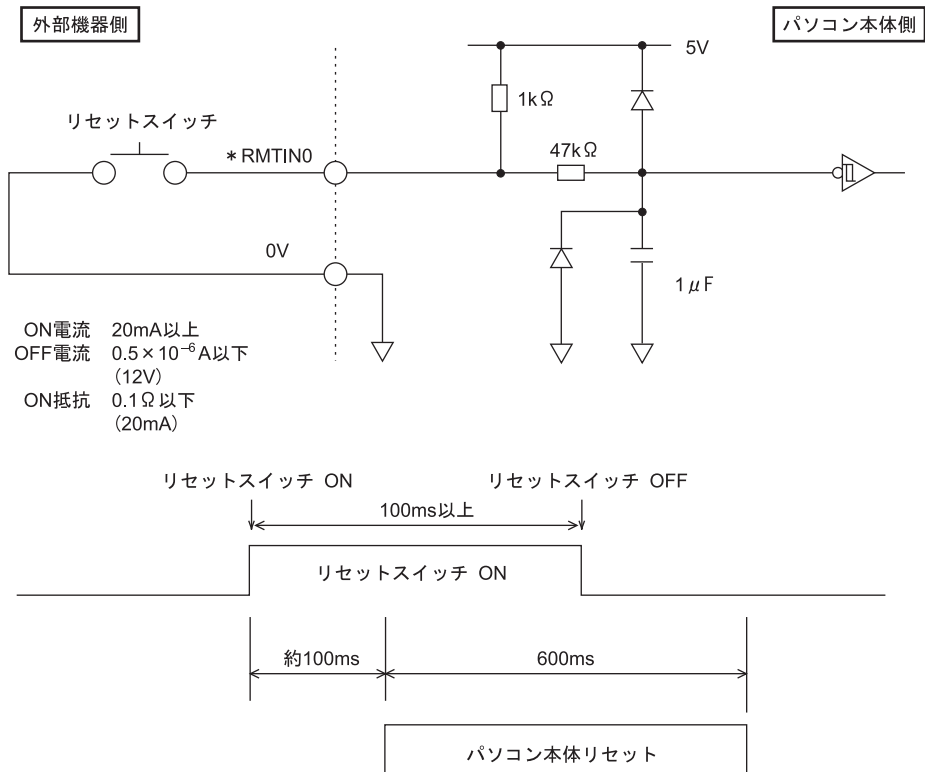 外部機器側
パソコン本体側
5V
1kΩ
リセットスイッチ
47kΩ
＊RMTIN0
0V
1μF
ON電流 20mA以上
OFF電流 0.5×10⁻⁶A以下
(12V)
ON抵抗 0.1Ω以下
(20mA)
リセットスイッチ ON
リセットスイッチ OFF
100ms以上
リセットスイッチ ON
約100ms
600ms
パソコン本体リセット